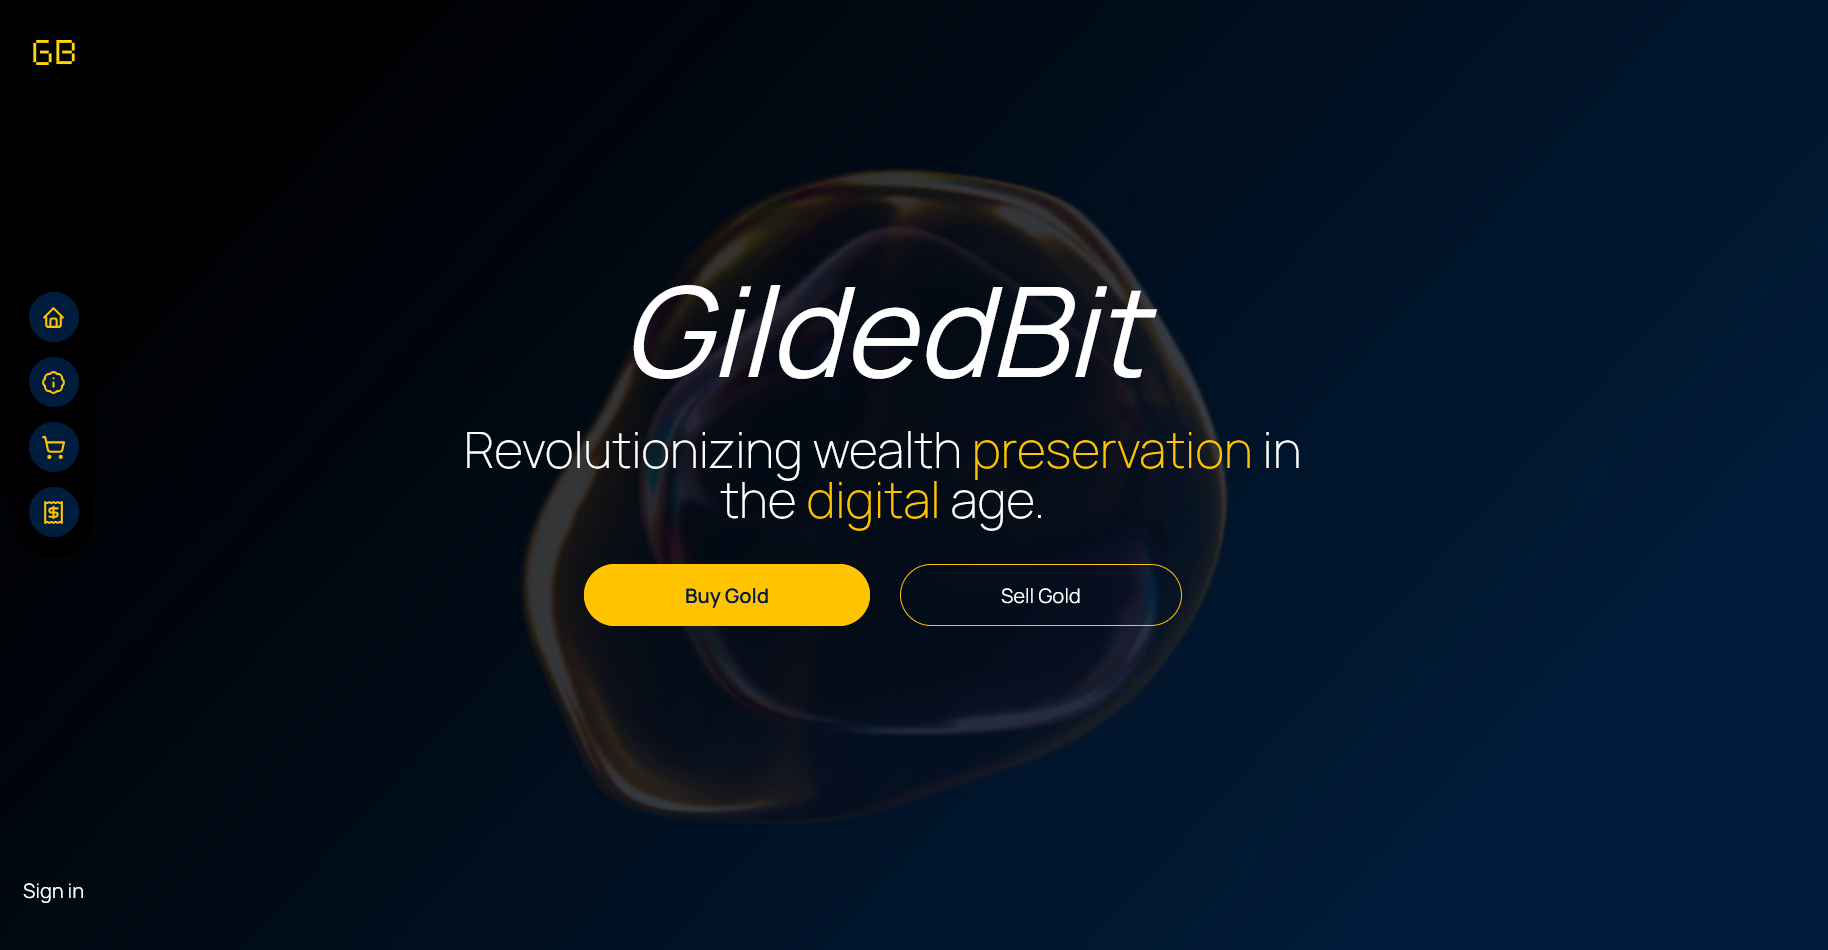 GB
GildedBit
Revolutionizing wealth preservation in
the digital age.
Buy Gold
Sell Gold
Sign in